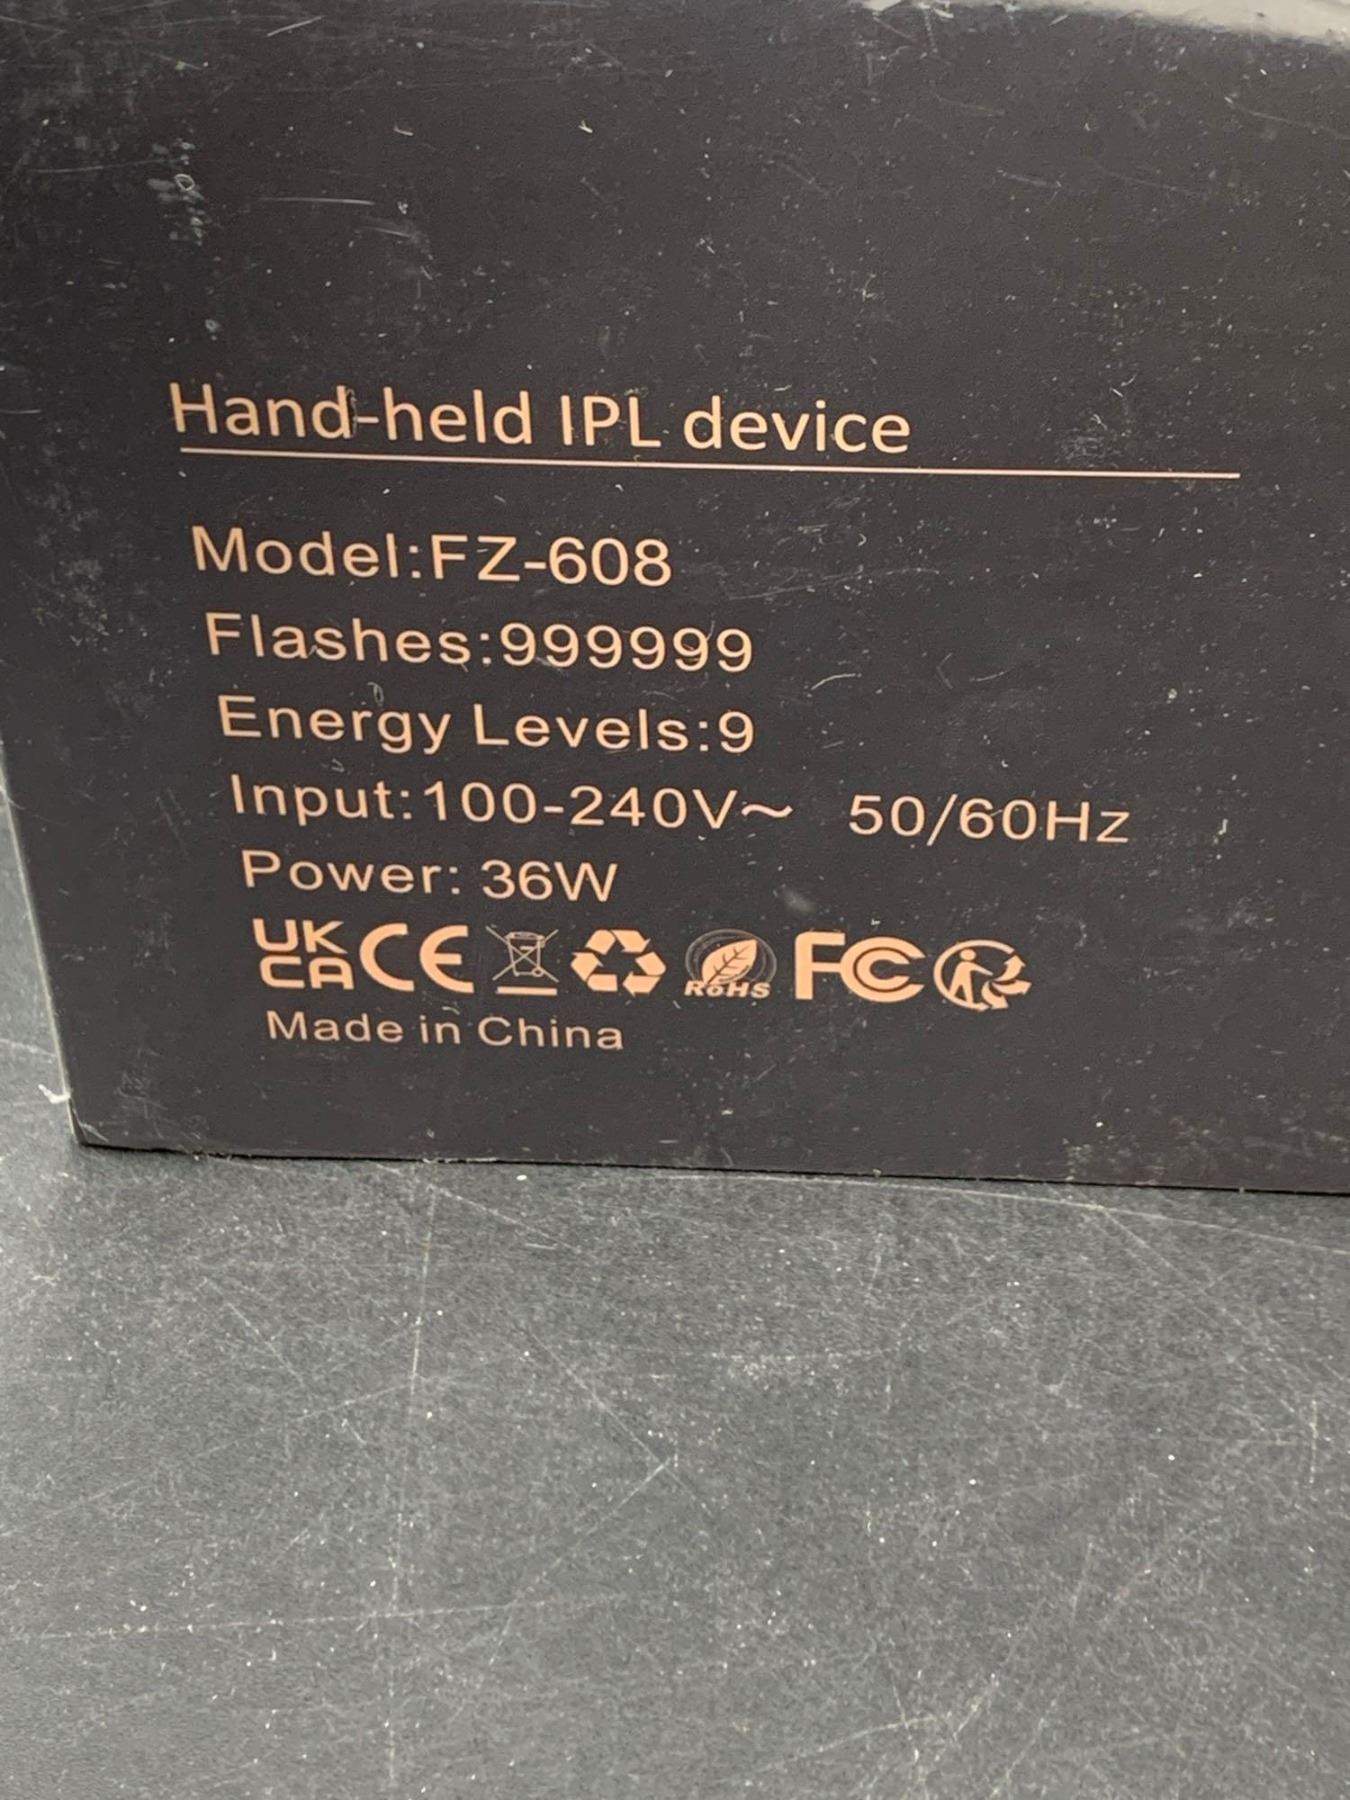 Hand-held IPL device
Model:FZ-608
Flashes:999999
Energy Levels:9
Input:100-240V~ 50/60Hz
Power: 36W
UK CA CE RoHS FC
Made in China